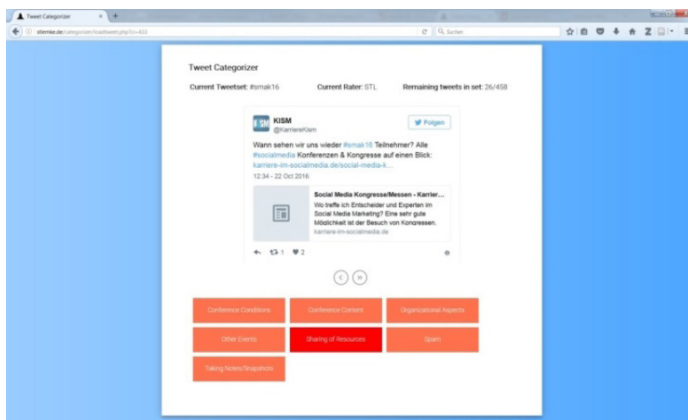 Tweet Categorizer
Suchen
Tweet Categorizer
Current Tweetset: #smak16 Current Rater: STL Remaining tweets in set: 26/458
KISM
@KarriereKism
Folgen
Wann sehen wir uns wieder #smak16 Teilnehmer? Alle
#socialmedia Konferenzen & Kongresse auf einen Blick:
karriere-im-socialmedia.de/social-media-k...
12:34 - 22 Oct 2016
Social Media Kongresse/Messen - Karrier...
Wo treffe ich Entscheider und Experten im
Social Media Marketing? Eine sehr gute
Möglichkeit ist der Besuch von Kongressen.
karriere-im-socialmedia.de
1 2
Conference Conditions Conference Content Organizational Aspects
Other Events Sharing of Resources Spam
Taking Notes/Snapshots